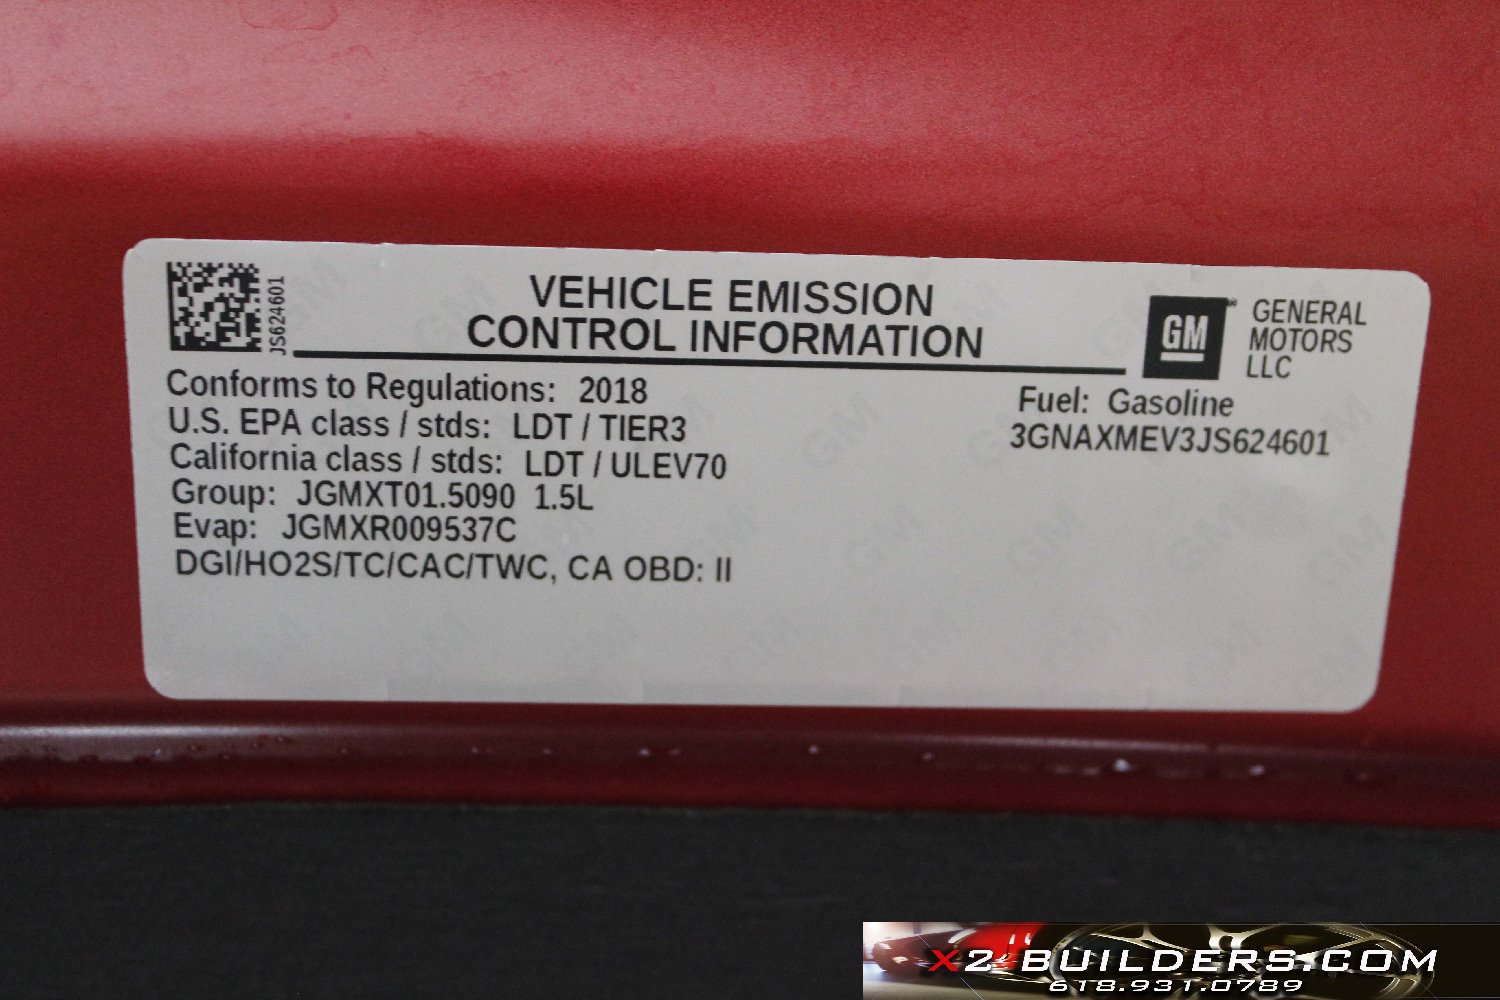 JS624601
VEHICLE EMISSION
CONTROL INFORMATION
GM
GENERAL
MOTORS
LLC
Conforms to Regulations: 2018
U.S. EPA class / stds: LDT / TIER3
California class / stds: LDT / ULEV70
Group: JGMXT01.5090 1.5L
Evap: JGMXR009537C
DGI/HO2S/TC/CAC/TWC, CA OBD: II
Fuel: Gasoline
3GNAXMEV3JS624601
X2-BUILDERS.COM
618.931.0789